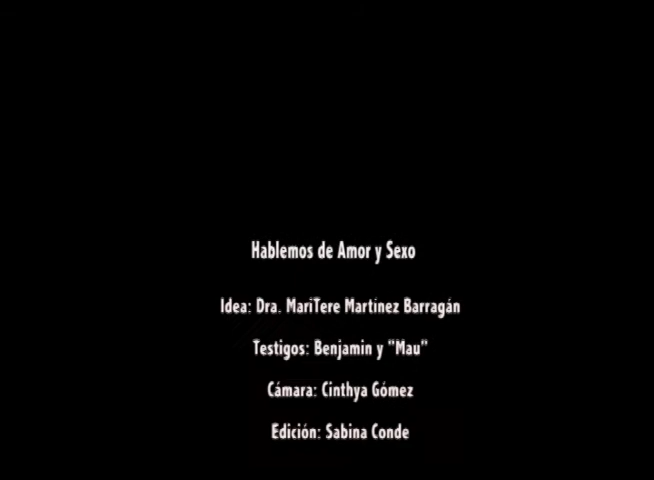 Hablemos de Amor y Sexo
Idea: Dra. MariTere Martínez Barragán
Testigos: Benjamin y "Mau"
Cámara: Cinthya Gómez
Edición: Sabina Conde